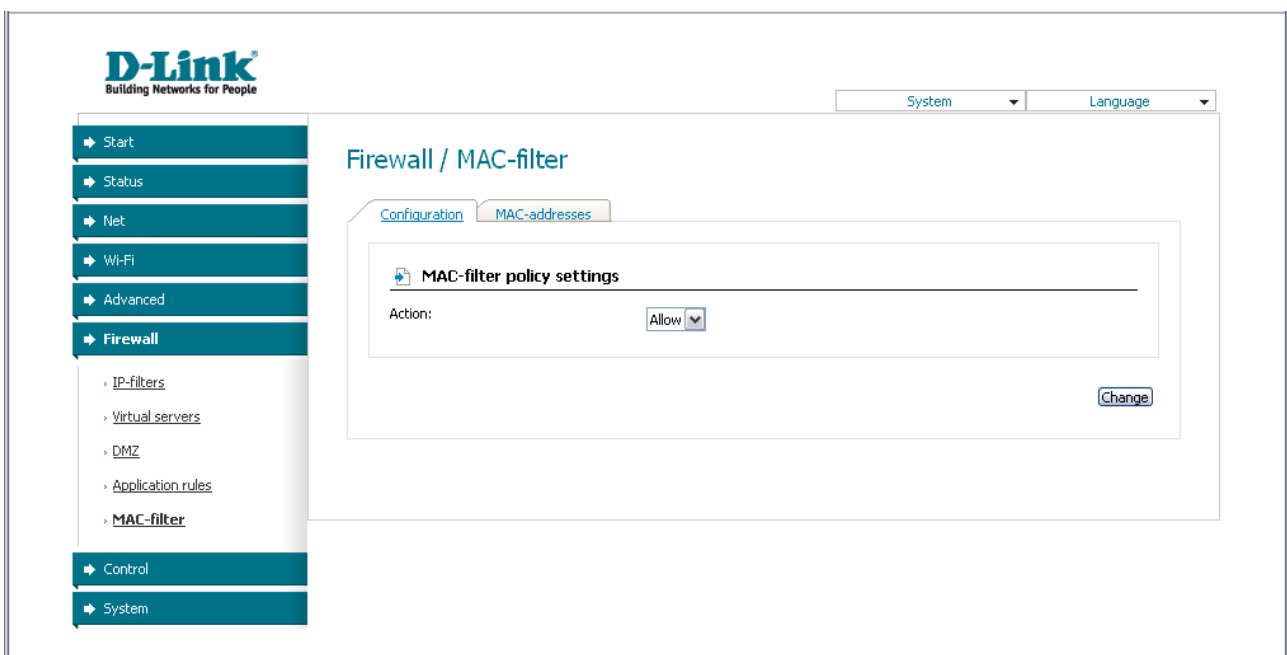 D-Link
Building Networks for People
System Language
Start
Status
Net
Wi-Fi
Advanced
Firewall
IP-filters
Virtual servers
DMZ
Application rules
MAC-filter
Control
System
Firewall / MAC-filter
Configuration MAC-addresses
MAC-filter policy settings
Action: Allow
Change